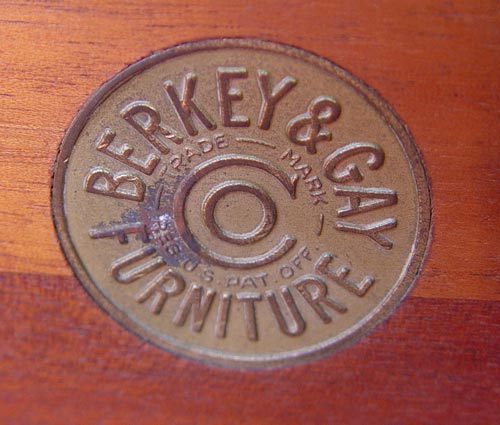 BERKEY & GAY
FURNITURE
TRADE MARK
REG. U.S. PAT. OFF.